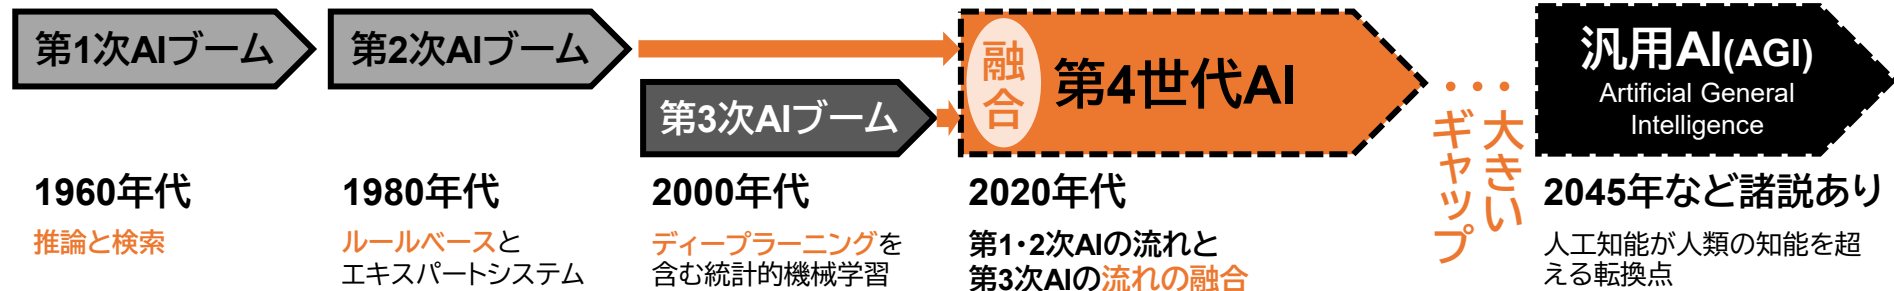 第1次AIブーム
第2次AIブーム
第3次AIブーム
融合
第4世代AI
・・・
大きい
ギャップ
汎用AI(AGI)
Artificial General
Intelligence
1960年代
推論と検索
1980年代
ルールベースと
エキスパートシステム
2000年代
ディープラーニングを
含む統計的機械学習
2020年代
第1・2次AIの流れと
第3次AIの流れの融合
2045年など諸説あり
人工知能が人類の知能を超
える転換点